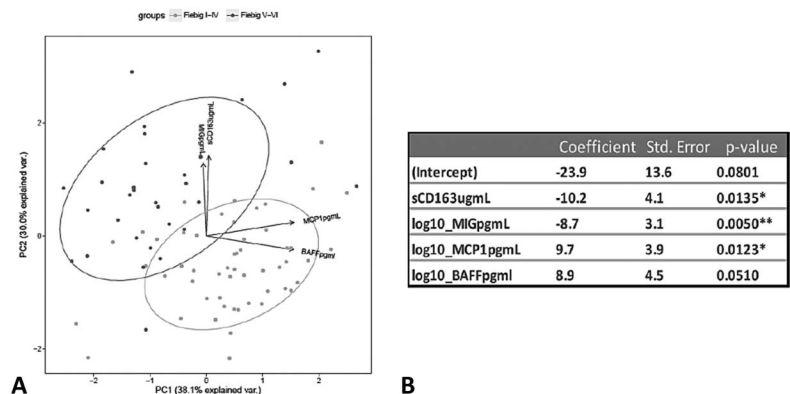 groups Fiebig I–IV Fiebig V–VI
PC2 (30.0% explained var.)
2
0
−2
MIGpgmL
sCD163ugmL
MCP1pgmL
BAFFpgml
−2 −1 0 1 2 3
PC1 (38.1% explained var.)
A
Coefficient Std. Error p-value
(Intercept) -23.9 13.6 0.0801
sCD163ugmL -10.2 4.1 0.0135*
log10_MIGpgmL -8.7 3.1 0.0050**
log10_MCP1pgmL 9.7 3.9 0.0123*
log10_BAFFpgml 8.9 4.5 0.0510
B